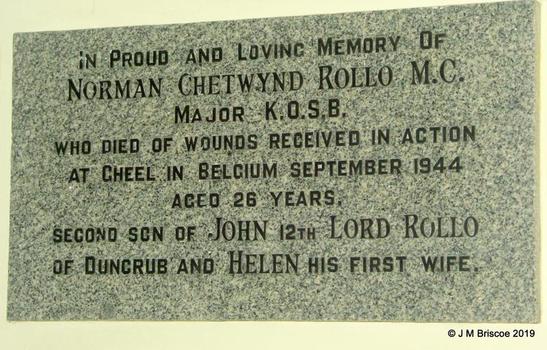 IN PROUD AND LOVING MEMORY OF
NORMAN CHETWYND ROLLO M.C.
MAJOR K.O.S.B.
WHO DIED OF WOUNDS RECEIVED IN ACTION
AT CHEEL IN BELGIUM SEPTEMBER 1944
AGED 26 YEARS.
SECOND SON OF JOHN 12TH LORD ROLLO
OF DUNCRUB AND HELEN HIS FIRST WIFE.
© J M Briscoe 2019